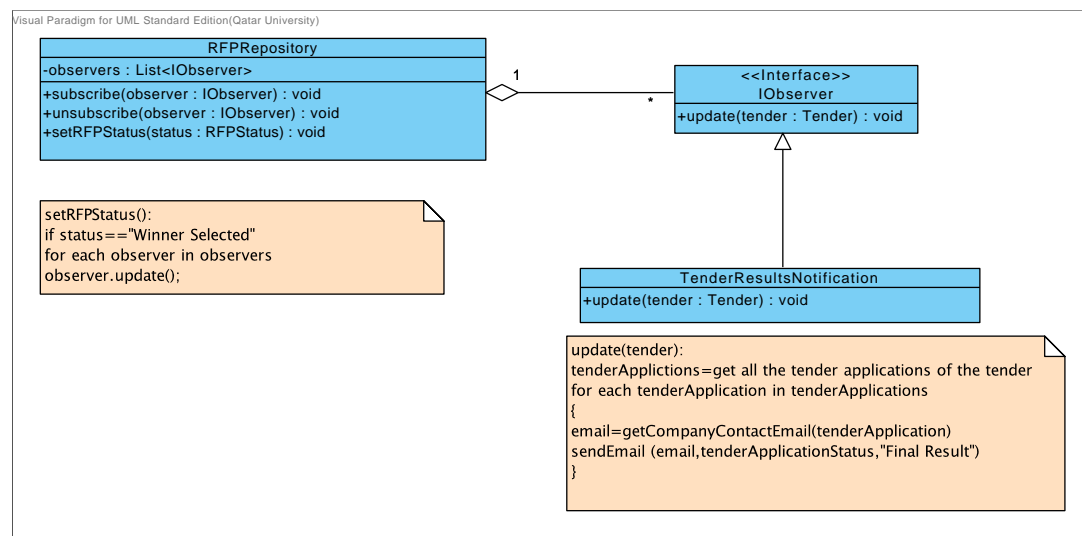 Visual Paradigm for UML Standard Edition(Qatar University)
RFPRepository
-observers : List<IObserver>
+subscribe(observer : IObserver) : void
+unsubscribe(observer : IObserver) : void
+setRFPStatus(status : RFPStatus) : void
1
*
<<Interface>>
IObserver
+update(tender : Tender) : void
setRFPStatus():
if status=="Winner Selected"
for each observer in observers
observer.update();
TenderResultsNotification
+update(tender : Tender) : void
update(tender):
tenderApplictions=get all the tender applications of the tender
for each tenderApplication in tenderApplications
{
email=getCompanyContactEmail(tenderApplication)
sendEmail (email,tenderApplicationStatus,"Final Result")
}